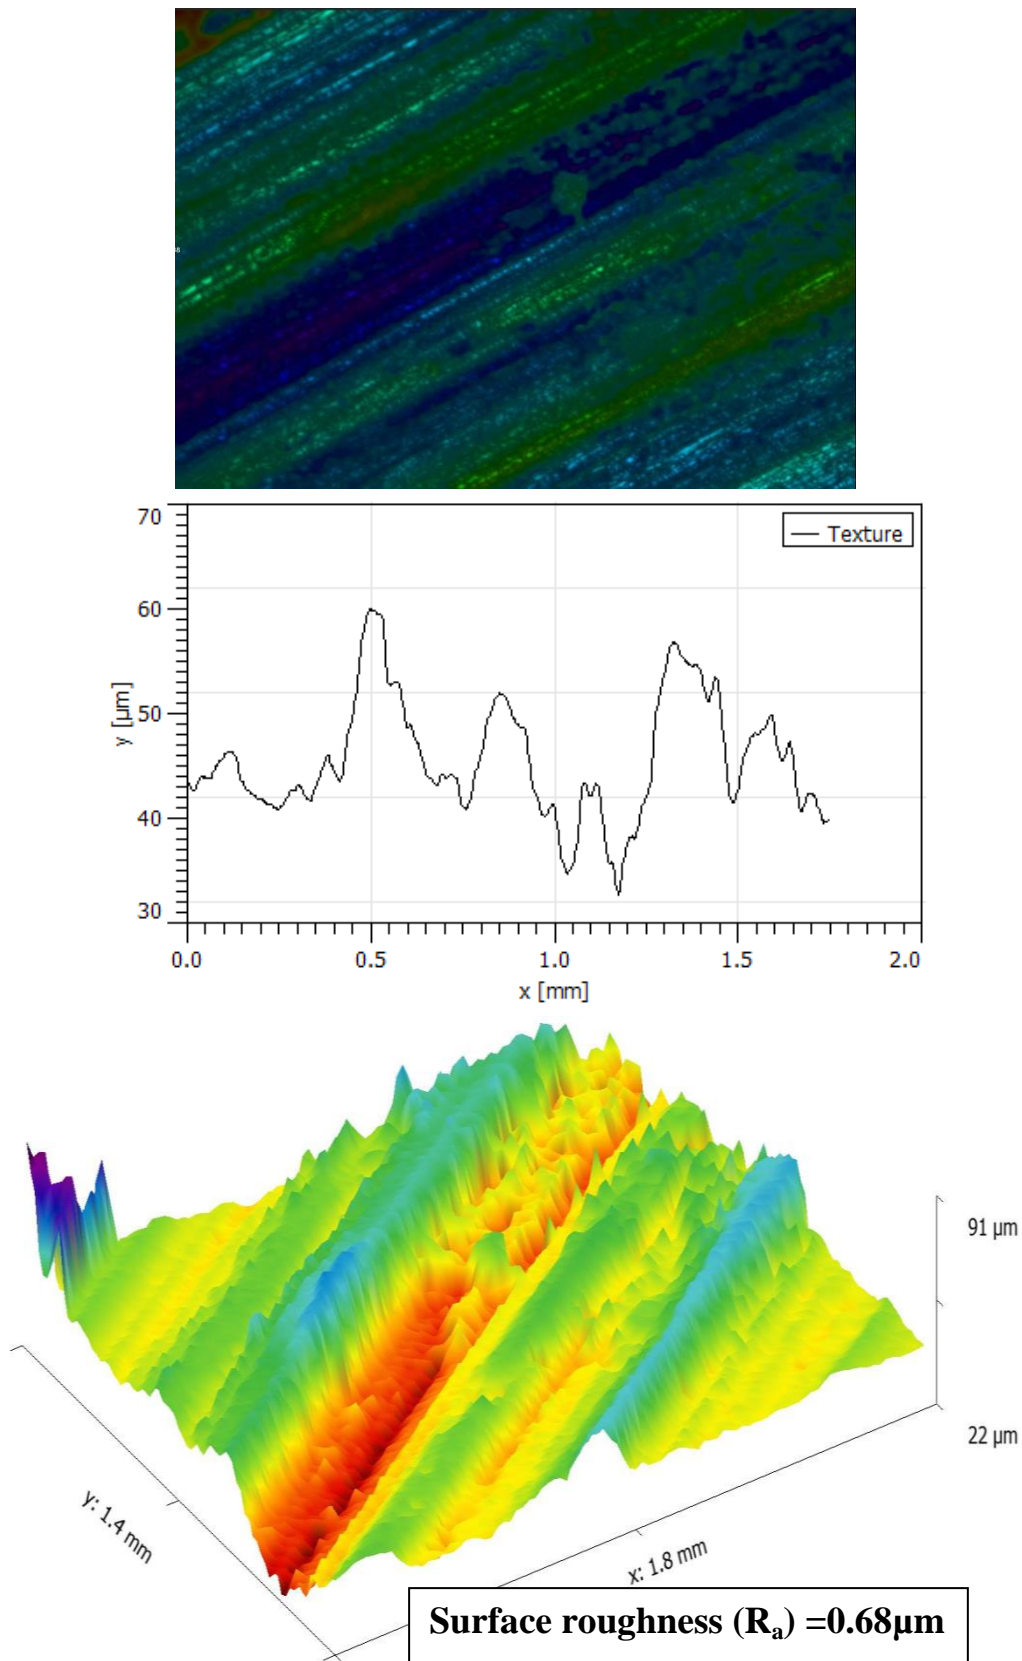 70
Texture
60
50
y [µm]
40
30
0.0 0.5 1.0 1.5 2.0
x [mm]
91 µm
22 µm
y: 1.4 mm
x: 1.8 mm
Surface roughness (Ra) =0.68µm